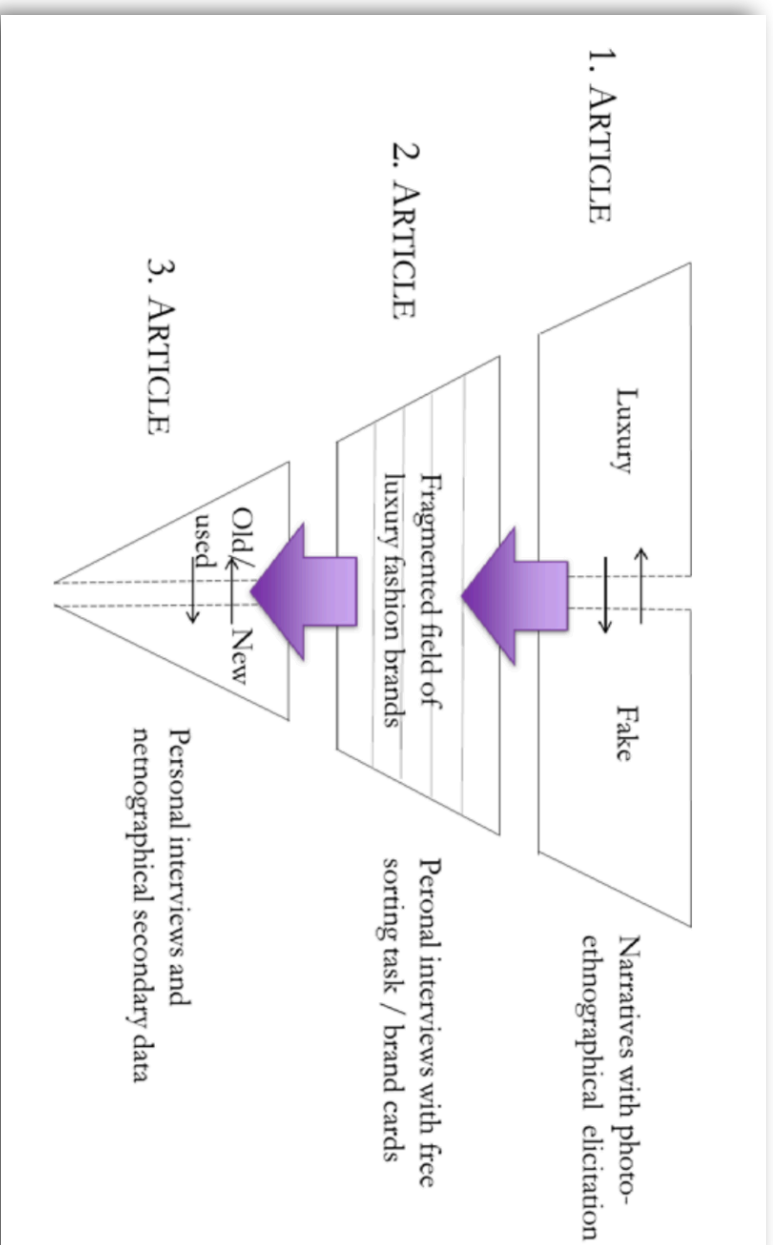 1. ARTICLE
Luxury
Fake
Narratives with photo-
ethnographical elicitation
2. ARTICLE
Fragmented field of
luxury fashion brands
Peronal interviews with free
sorting task / brand cards
3. ARTICLE
Old/
used
New
Personal interviews and
netnographical secondary data